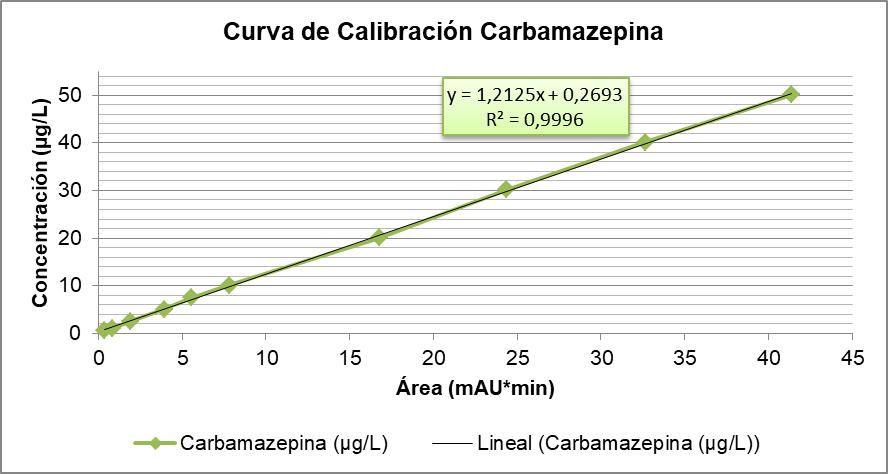 Curva de Calibración Carbamazepina
y = 1,2125x + 0,2693
R² = 0,9996
Concentración (µg/L)
50
40
30
20
10
0
0 5 10 15 20 25 30 35 40 45
Área (mAU*min)
Carbamazepina (µg/L) Lineal (Carbamazepina (µg/L))